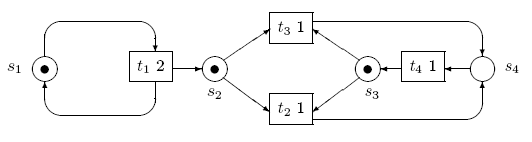 t₃ 1
s₁ t₁ 2 t₄ 1 s₄
s₂ s₃
t₂ 1